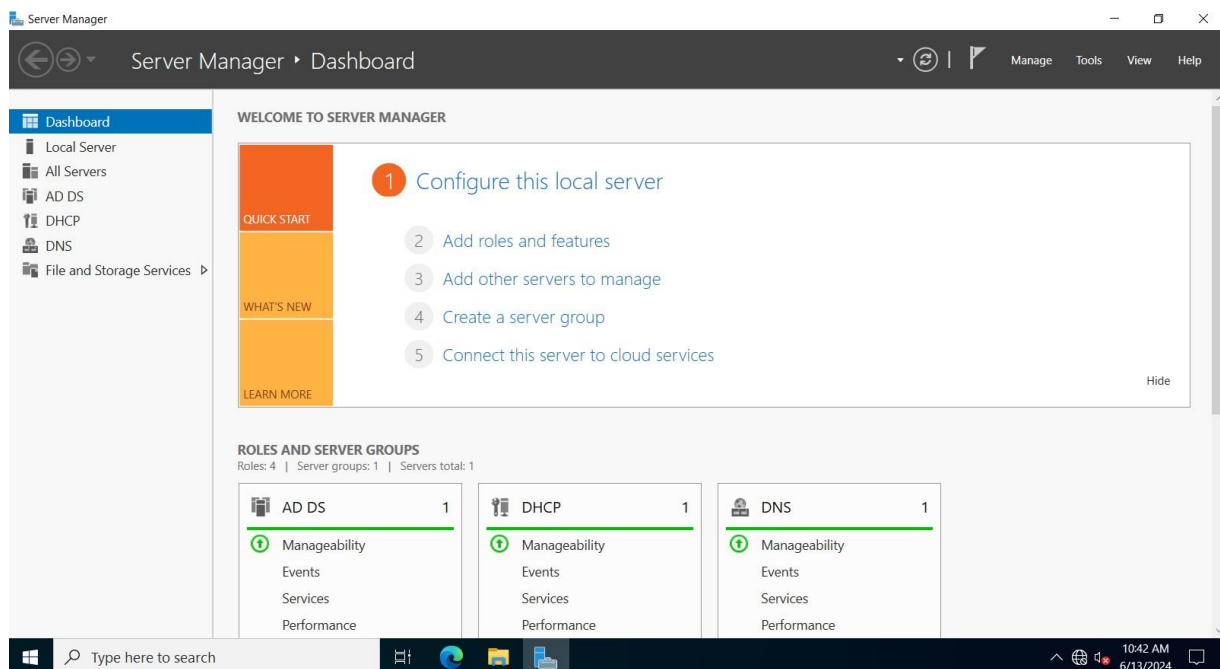 Server Manager
Server Manager ‣ Dashboard
Manage Tools View Help
Dashboard
Local Server
All Servers
AD DS
DHCP
DNS
File and Storage Services
WELCOME TO SERVER MANAGER
QUICK START
WHAT'S NEW
LEARN MORE
1 Configure this local server
2 Add roles and features
3 Add other servers to manage
4 Create a server group
5 Connect this server to cloud services
Hide
ROLES AND SERVER GROUPS
Roles: 4 | Server groups: 1 | Servers total: 1
AD DS 1
Manageability
Events
Services
Performance
DHCP 1
Manageability
Events
Services
Performance
DNS 1
Manageability
Events
Services
Performance
Type here to search
10:42 AM
6/13/2024